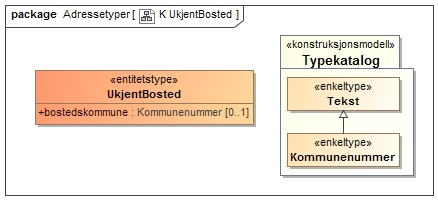 package Adressetyper [ K UkjentBosted ]
«entitetstype»
UkjentBosted
+bostedskommune : Kommunenummer [0..1]
«konstruksjonsmodell»
Typekatalog
«enkeltype»
Tekst
«enkeltype»
Kommunenummer